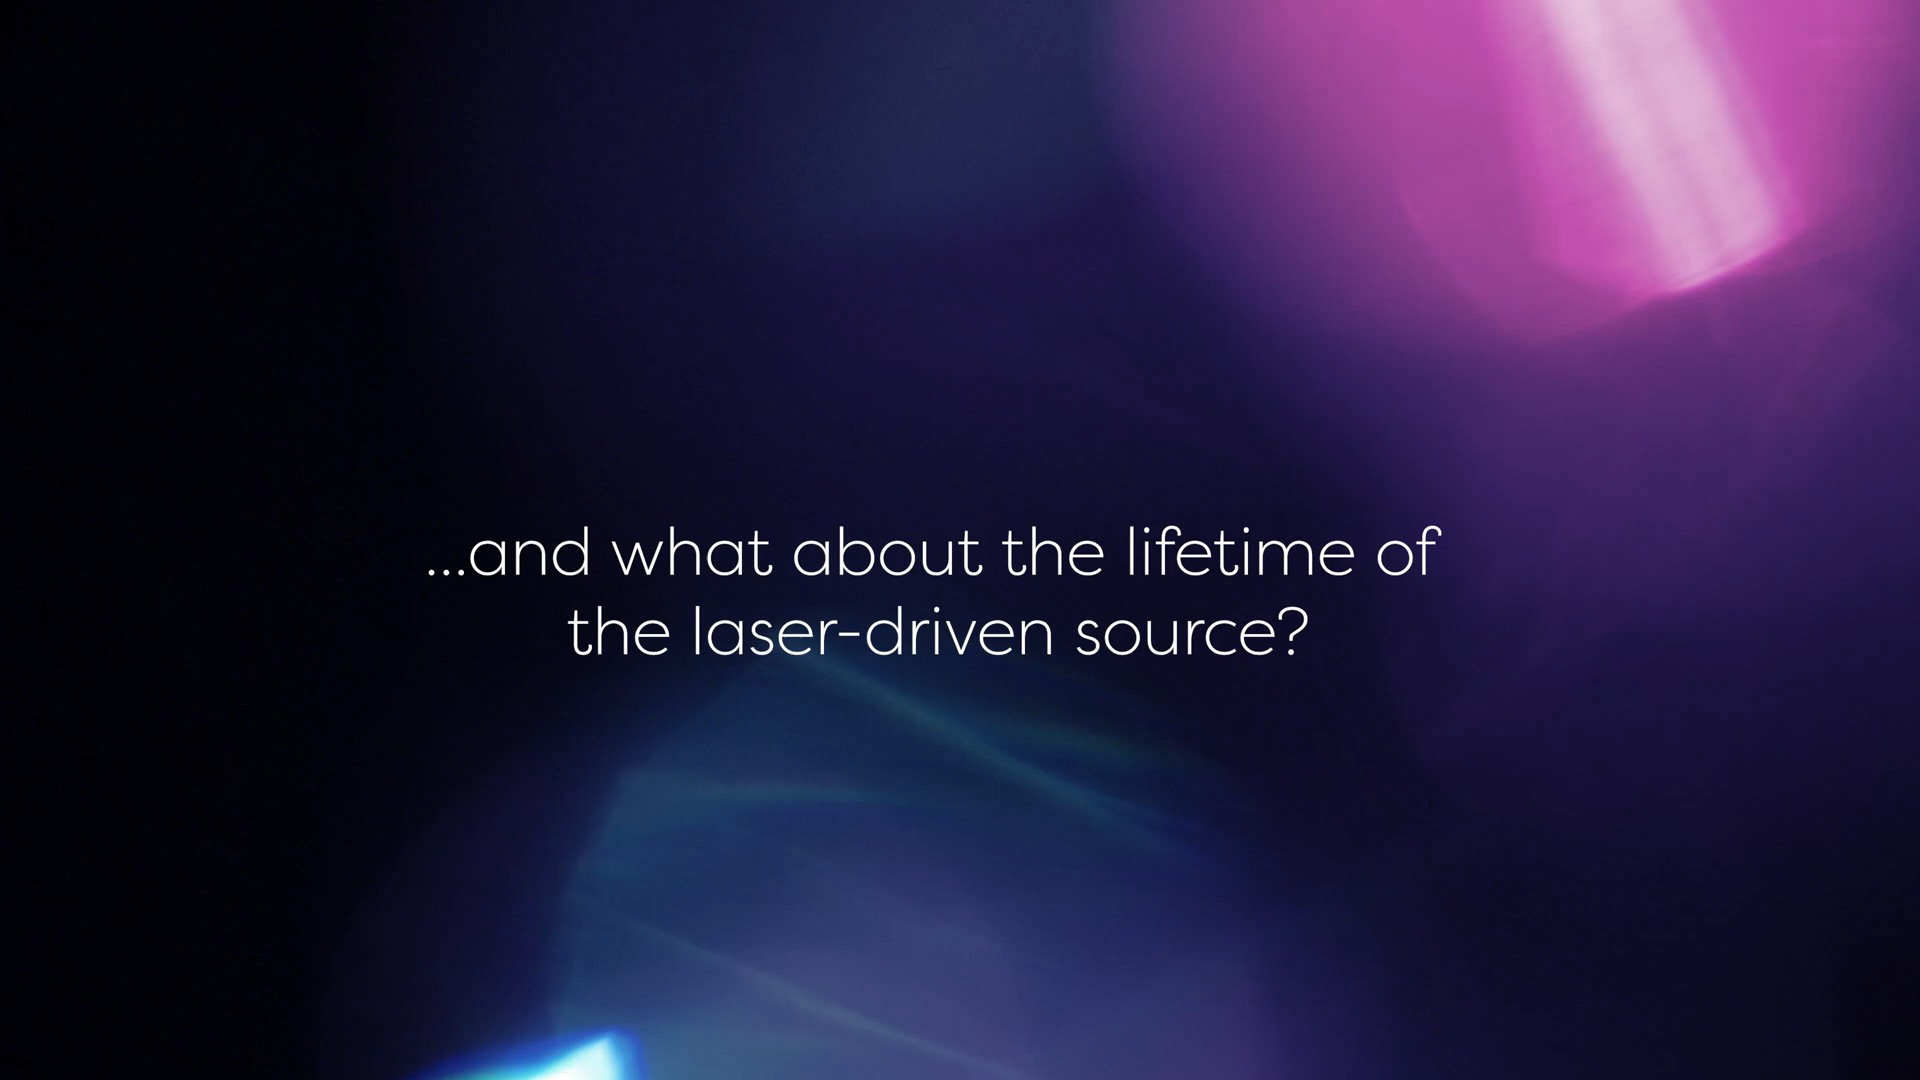 ...and what about the lifetime of
the laser-driven source?